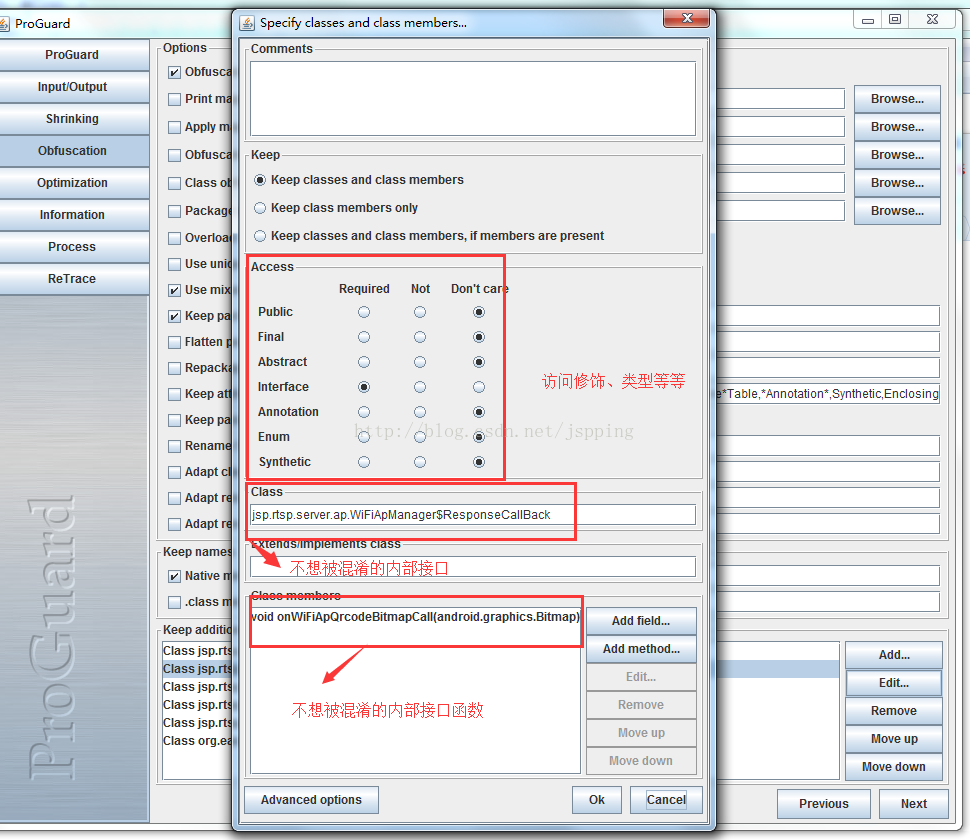 ProGuard
ProGuard
Input/Output
Shrinking
Obfuscation
Optimization
Information
Process
ReTrace
ProGuard
Options
Obfusca
Print ma
Apply m
Obfusca
Class ob
Package
Overloa
Use uniq
Use mix
Keep pa
Flatten p
Repacka
Keep att
Keep pa
Rename
Adapt cl
Adapt re
Adapt re
Keep names
Native m
.class m
Keep additio
Class jsp.rts
Class jsp.rts
Class jsp.rts
Class jsp.rts
Class jsp.rts
Class org.ea
Specify classes and class members...
Comments
Keep
Keep classes and class members
Keep class members only
Keep classes and class members, if members are present
Access
Required Not Don't care
Public
Final
Abstract
Interface
Annotation
Enum
Synthetic
访问修饰、类型等等
http://blog.csdn.net/jspping
Class
jsp.rtsp.server.ap.WiFiApManager$ResponseCallBack
Extends/implements class
不想被混淆的内部接口
Class members
void onWiFiApQrcodeBitmapCall(android.graphics.Bitmap)
不想被混淆的内部接口函数
Add field...
Add method...
Edit...
Remove
Move up
Move down
Advanced options
Ok
Cancel
Browse...
Browse...
Browse...
Browse...
Browse...
e*Table,*Annotation*,Synthetic,Enclosing
Add...
Edit...
Remove
Move up
Move down
Previous
Next